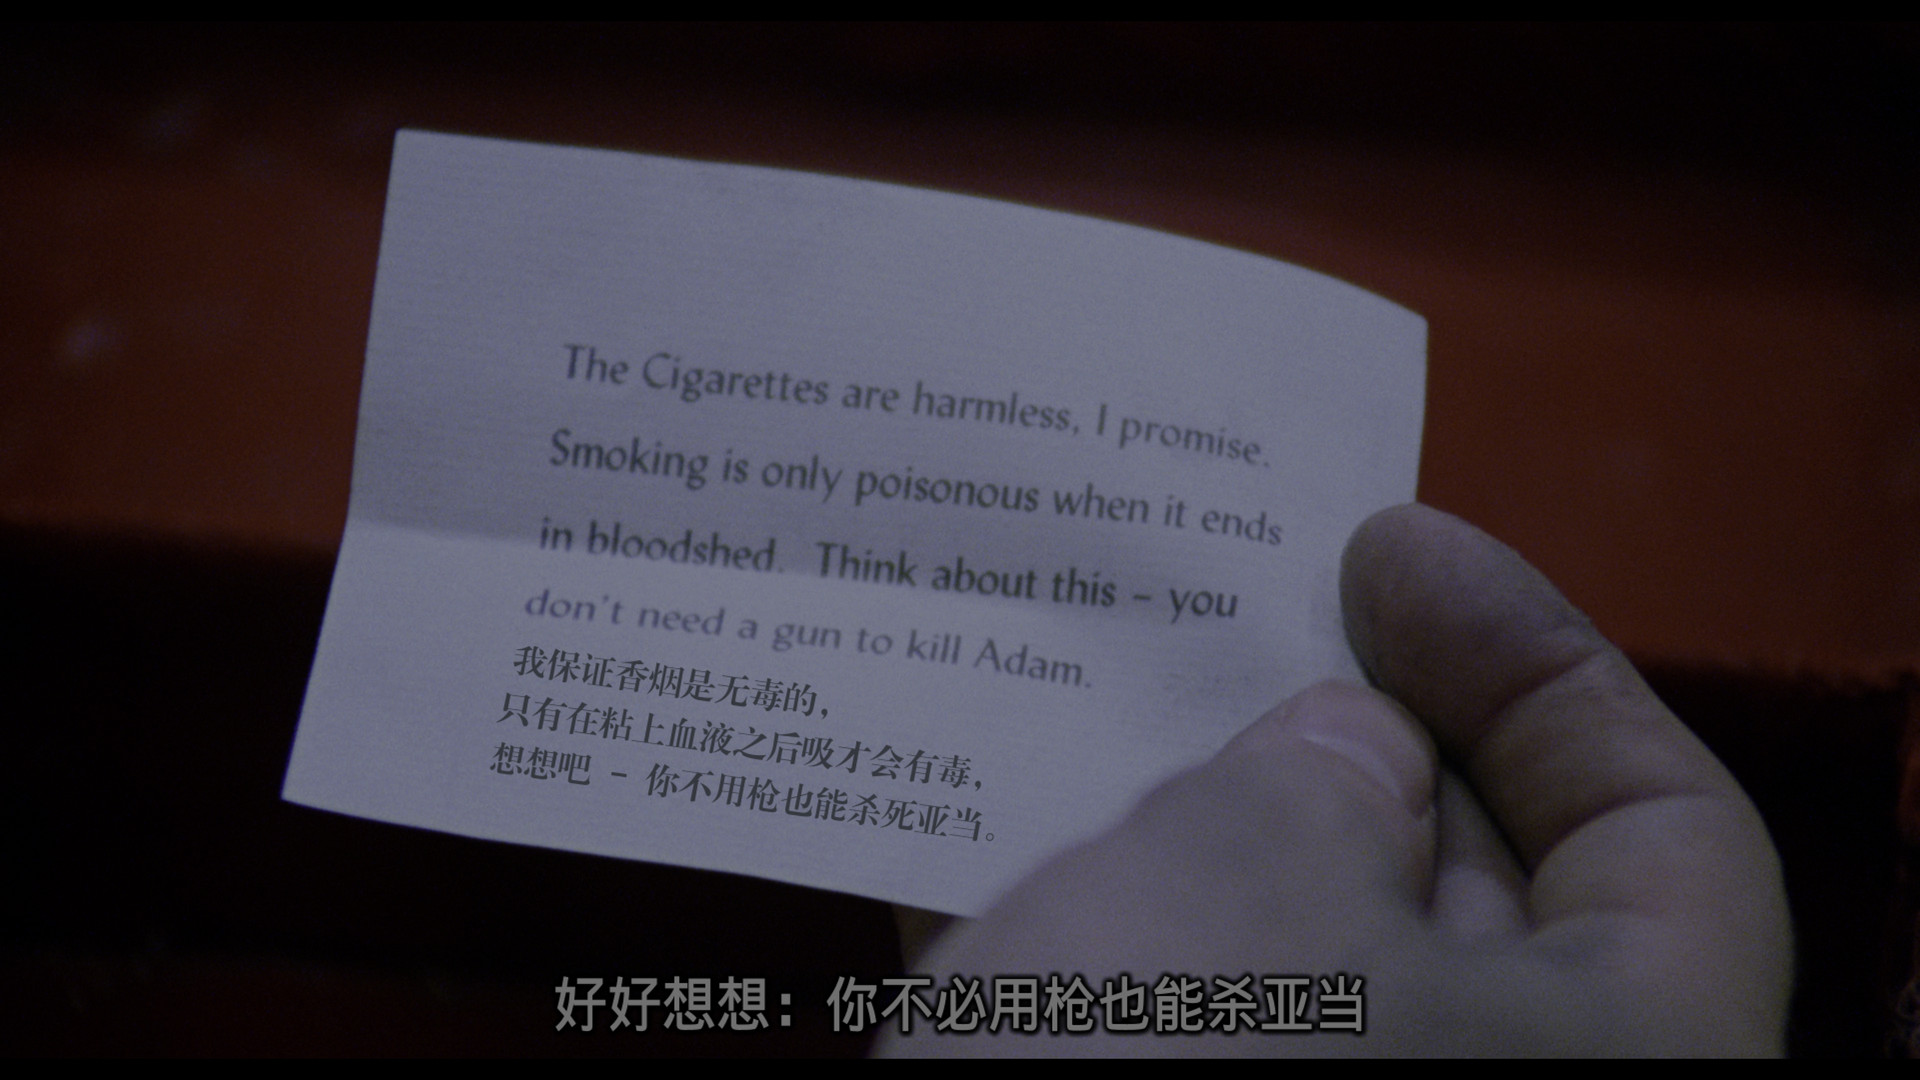 The Cigarettes are harmless, I promise.
Smoking is only poisonous when it ends
in bloodshed. Think about this – you
don't need a gun to kill Adam.
我保证香烟是无毒的，
只有在粘上血液之后吸才会有毒，
想想吧 - 你不用枪也能杀死亚当。
好好想想：你不必用枪也能杀亚当